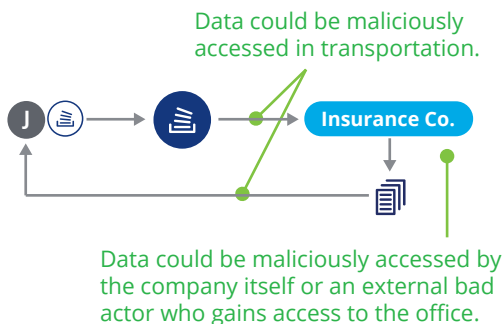 Data could be maliciously
accessed in transportation.
J
Insurance Co.
Data could be maliciously accessed by
the company itself or an external bad
actor who gains access to the office.